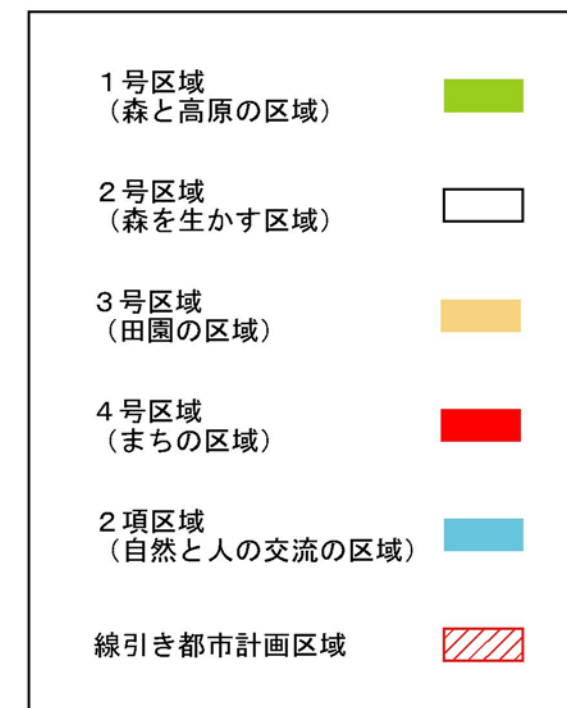 １号区域
（森と高原の区域）
２号区域
（森を生かす区域）
３号区域
（田園の区域）
４号区域
（まちの区域）
２項区域
（自然と人の交流の区域）
線引き都市計画区域